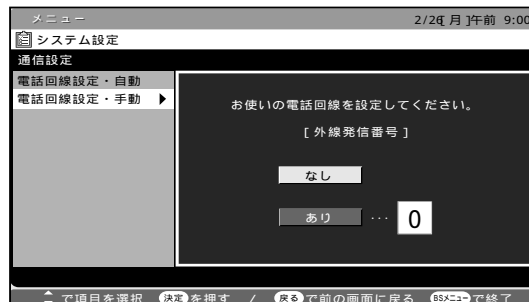 メニュー 2/26[月]午前 9:00
システム設定
通信設定
電話回線設定・自動
電話回線設定・手動 ▶
お使いの電話回線を設定してください。
[外線発信番号]
なし
あり ··· 0
で項目を選択 決定を押す / 戻るで前の画面に戻る BSメニューで終了